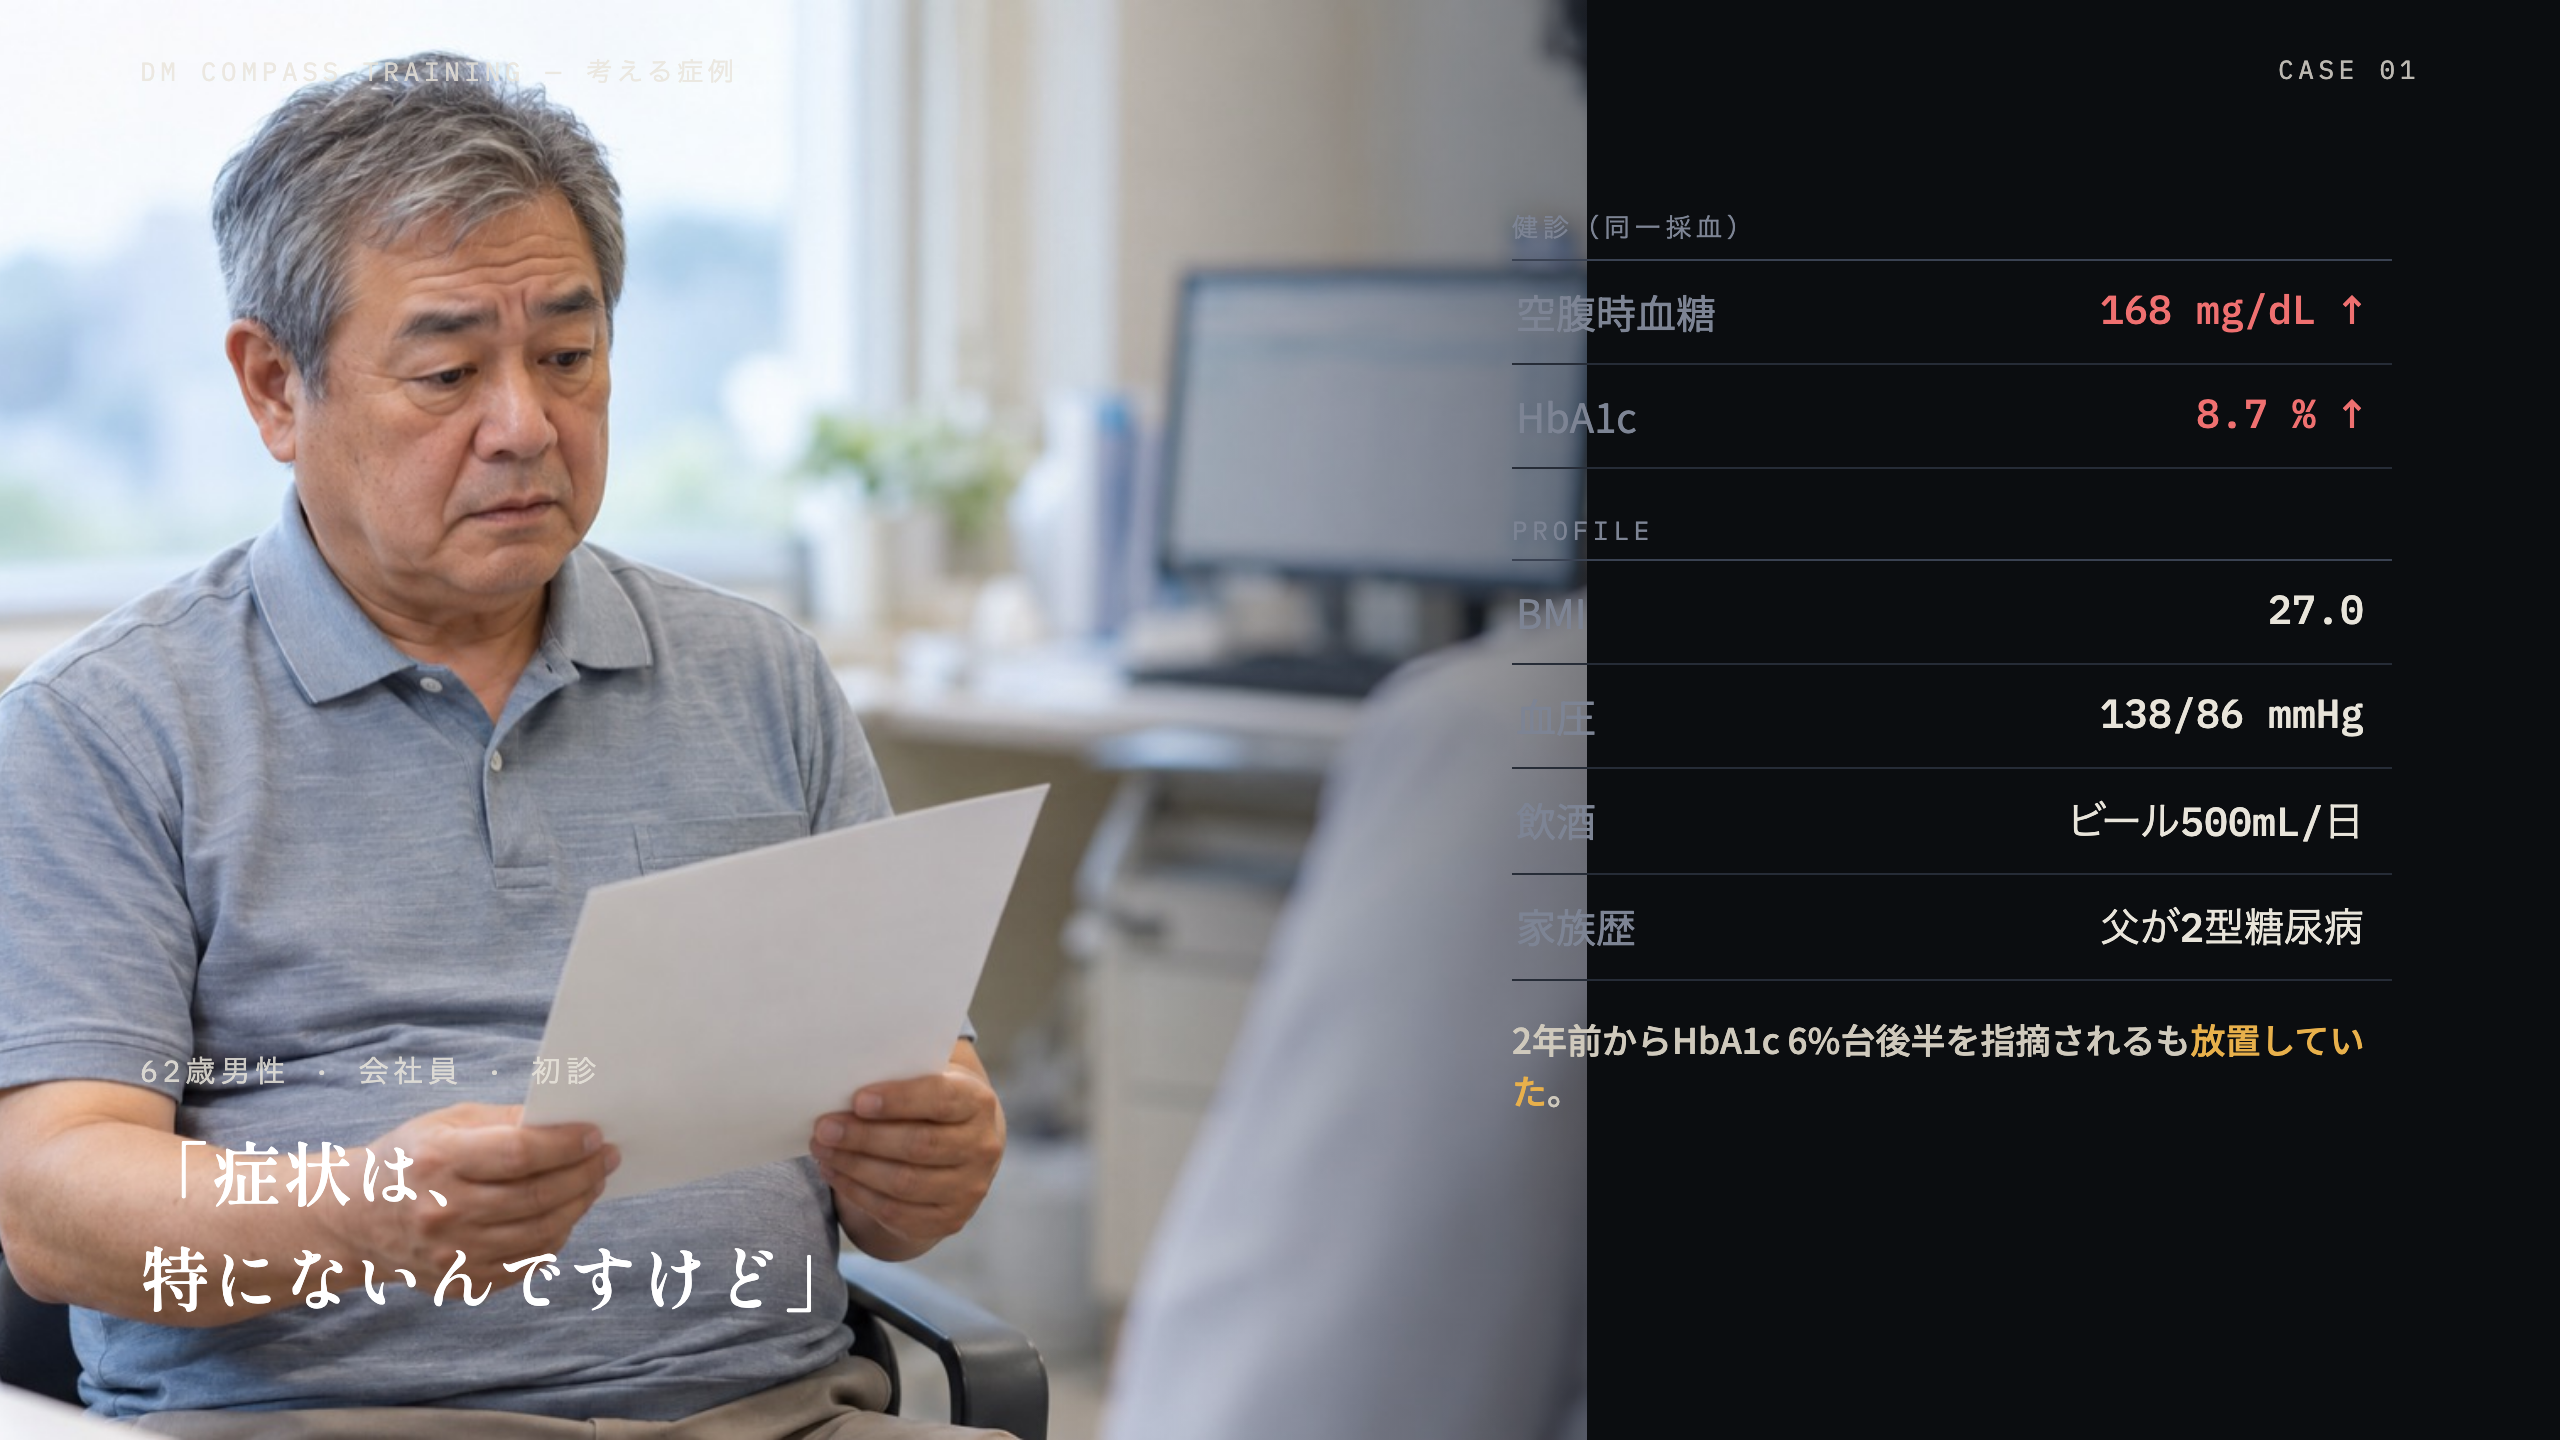 DM COMPASS TRAINING — 考える症例
CASE 01
62歳男性 · 会社員 · 初診
「症状は、
特にないんですけど」
健診（同一採血）
空腹時血糖 168 mg/dL ↑
HbA1c 8.7 % ↑
PROFILE
BMI 27.0
血圧 138/86 mmHg
飲酒 ビール500mL/日
家族歴 父が2型糖尿病
2年前からHbA1c 6%台後半を指摘されるも放置してい
た。